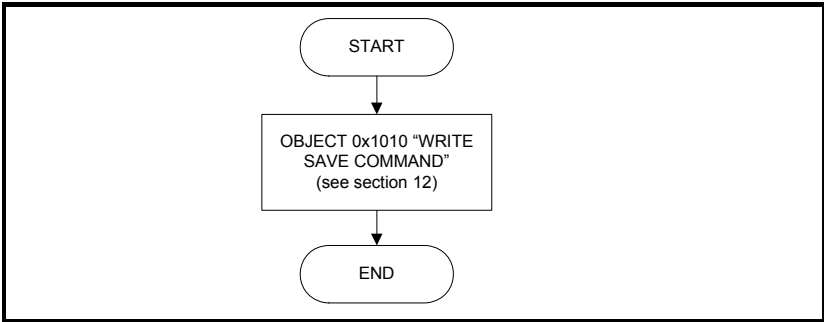 START
OBJECT 0x1010 “WRITE
SAVE COMMAND”
(see section 12)
END